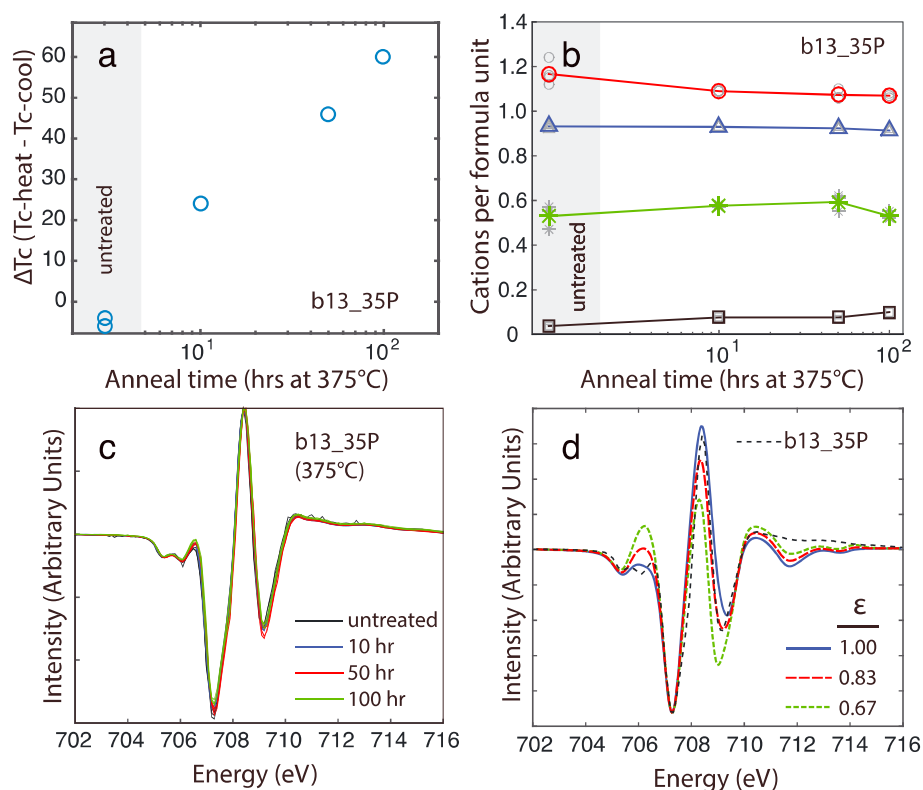 a
60
50
40
30
20
10
0
ΔTc (Tc-heat - Tc-cool)
untreated
b13_35P
10¹
10²
Anneal time (hrs at 375°C)
b
b13_35P
1.4
1.2
1.0
0.8
0.6
0.4
0.2
0
Cations per formula unit
untreated
10¹
10²
Anneal time (hrs at 375°C)
c
b13_35P
(375°C)
Intensity (Arbitrary Units)
untreated
10 hr
50 hr
100 hr
702 704 706 708 710 712 714 716
Energy (eV)
d
b13_35P
Intensity (Arbitrary Units)
ε
1.00
0.83
0.67
702 704 706 708 710 712 714 716
Energy (eV)